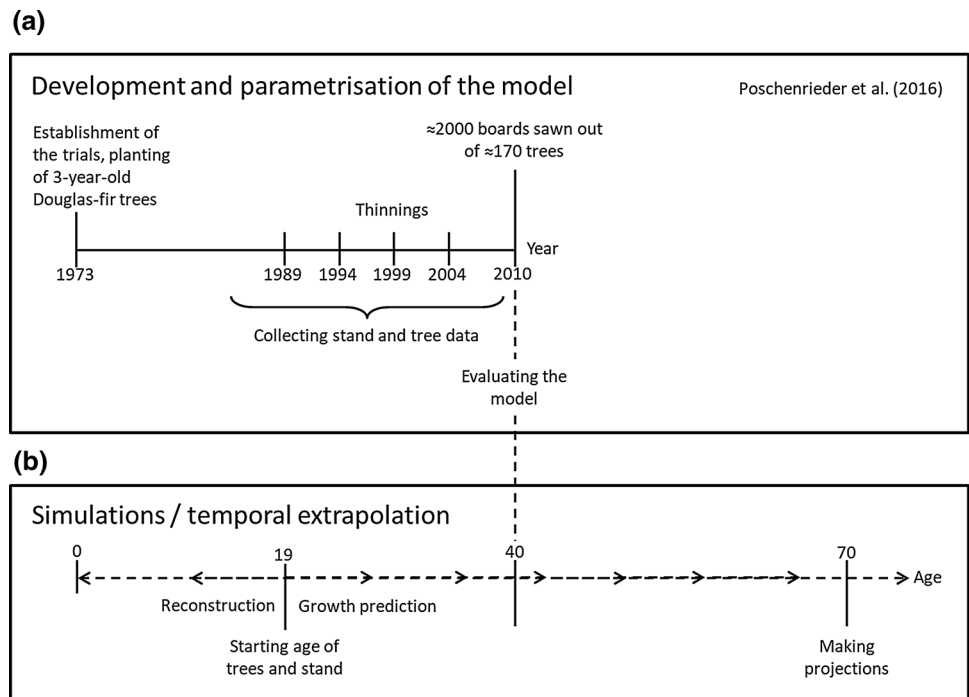 (a)
Development and parametrisation of the model
Poschenrieder et al. (2016)
Establishment of
the trials, planting
of 3-year-old
Douglas-fir trees
≈2000 boards sawn out
of ≈170 trees
Thinnings
Year
1973
1989
1994
1999
2004
2010
Collecting stand and tree data
Evaluating the
model
(b)
Simulations / temporal extrapolation
0
19
40
70
Age
Reconstruction
Growth prediction
Starting age of
trees and stand
Making
projections